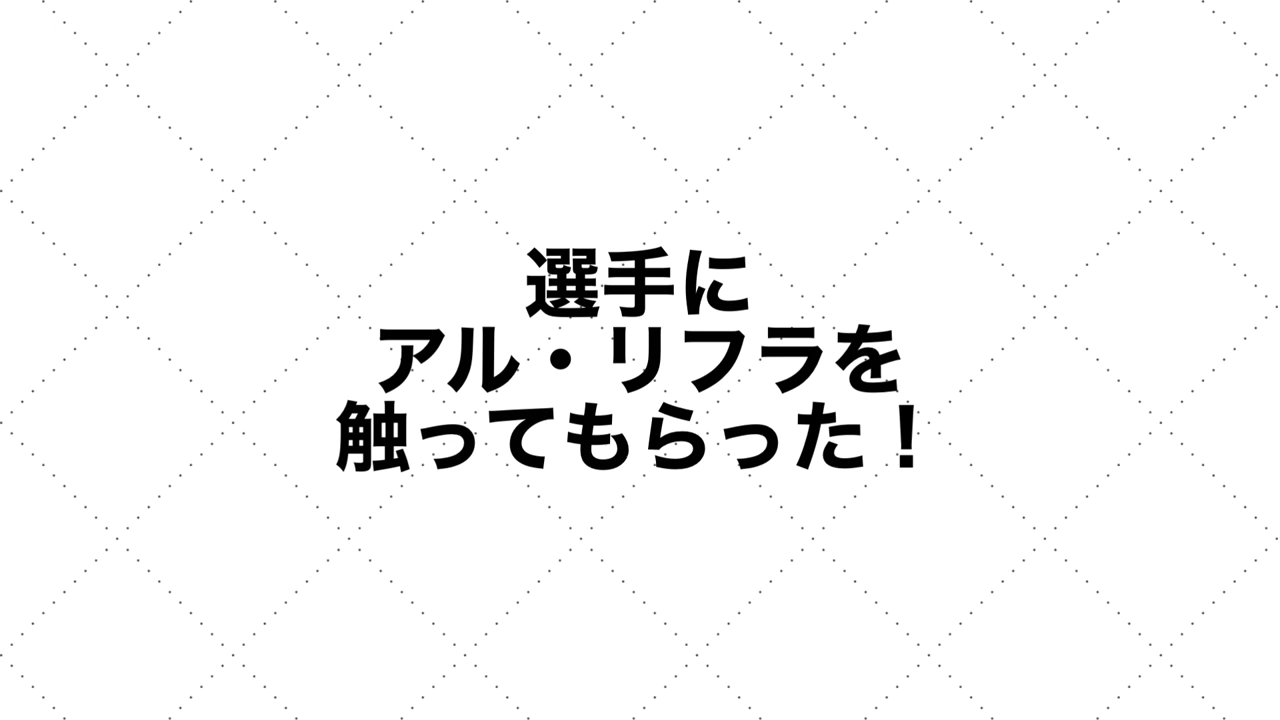 選手に
アル・リフラを
触ってもらった！